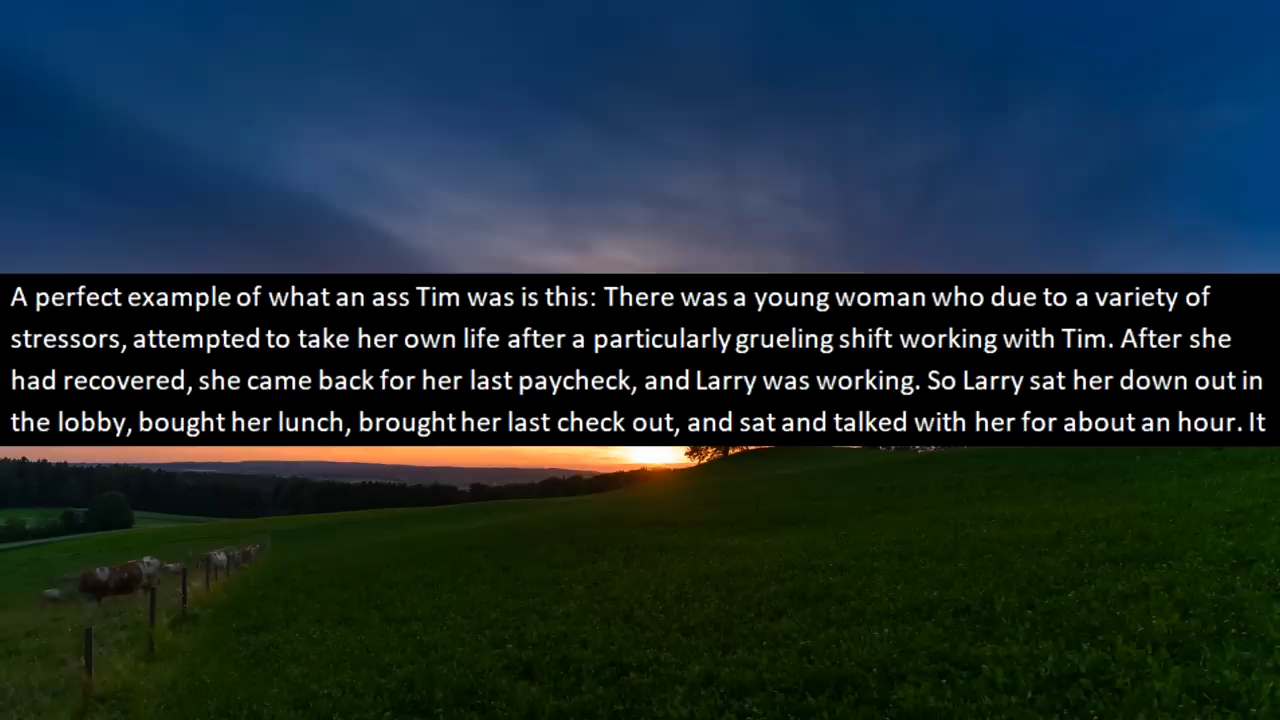 A perfect example of what an ass Tim was is this: There was a young woman who due to a variety of
stressors, attempted to take her own life after a particularly grueling shift working with Tim. After she
had recovered, she came back for her last paycheck, and Larry was working. So Larry sat her down out in
the lobby, bought her lunch, brought her last check out, and sat and talked with her for about an hour. It